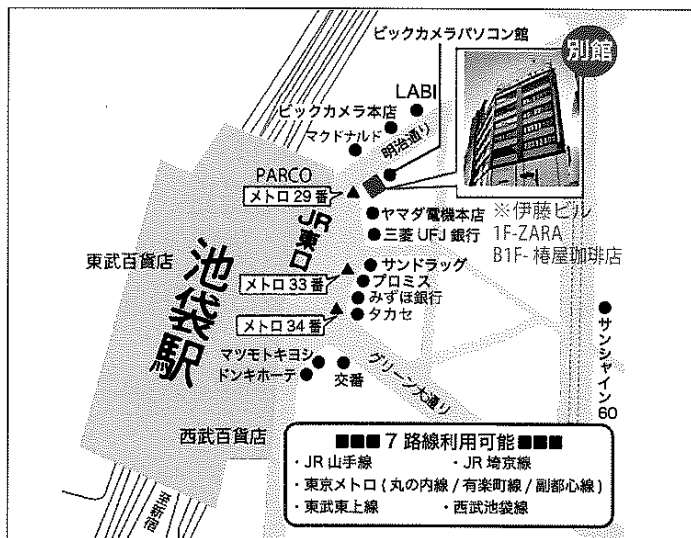 ビックカメラパソコン館
別館
LABI
ビックカメラ本店
マクドナルド
明治通り
PARCO
メトロ29番
JR東口
ヤマダ電機本店
三菱UFJ銀行
※伊藤ビル
1F-ZARA
B1F-椿屋珈琲店
東武百貨店
池袋駅
メトロ33番
サンドラッグ
プロミス
みずほ銀行
タカセ
メトロ34番
マツモトキヨシ
ドンキホーテ
交番
グリーン大通り
サンシャイン60
西武百貨店
■■■7路線利用可能■■■
・JR山手線 ・JR埼京線
・東京メトロ(丸の内線/有楽町線/副都心線)
・東武東上線 ・西武池袋線
至新宿